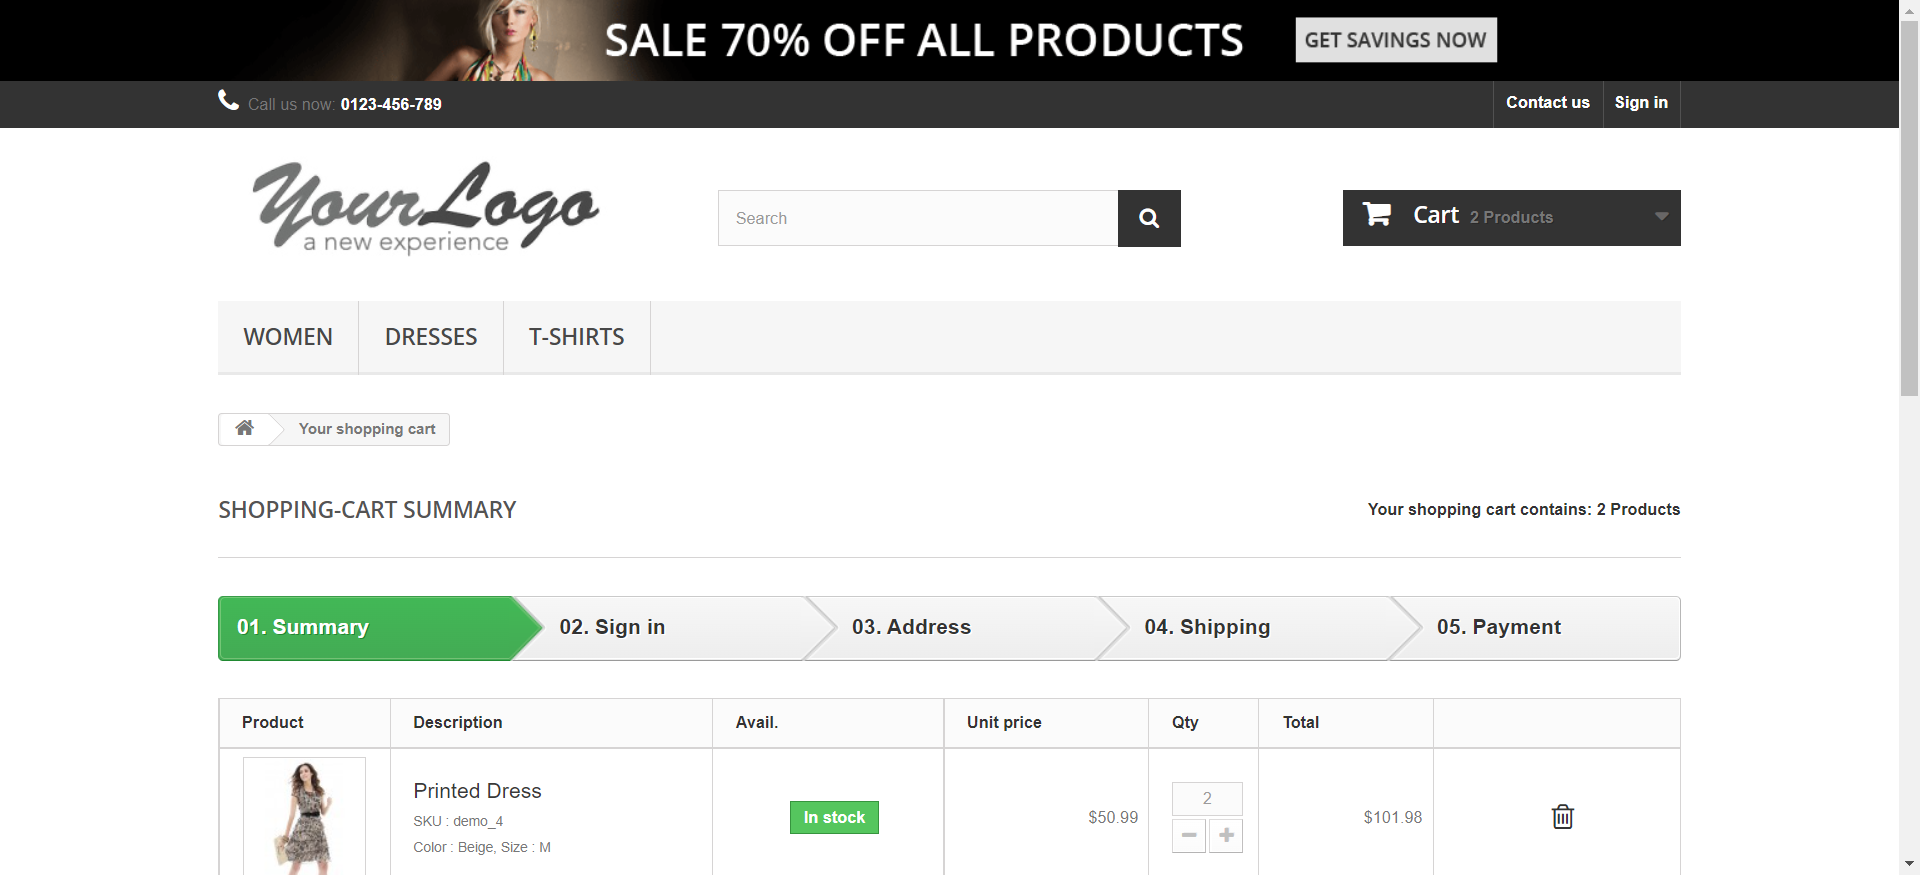 SALE 70% OFF ALL PRODUCTS GET SAVINGS NOW
Call us now: 0123-456-789 Contact us Sign in
YourLogo
a new experience
Search
Cart 2 Products
WOMEN DRESSES T-SHIRTS
Your shopping cart
SHOPPING-CART SUMMARY Your shopping cart contains: 2 Products
01. Summary 02. Sign in 03. Address 04. Shipping 05. Payment
Product Description Avail. Unit price Qty Total
Printed Dress
SKU : demo_4
Color : Beige, Size : M
In stock
$50.99
2
$101.98